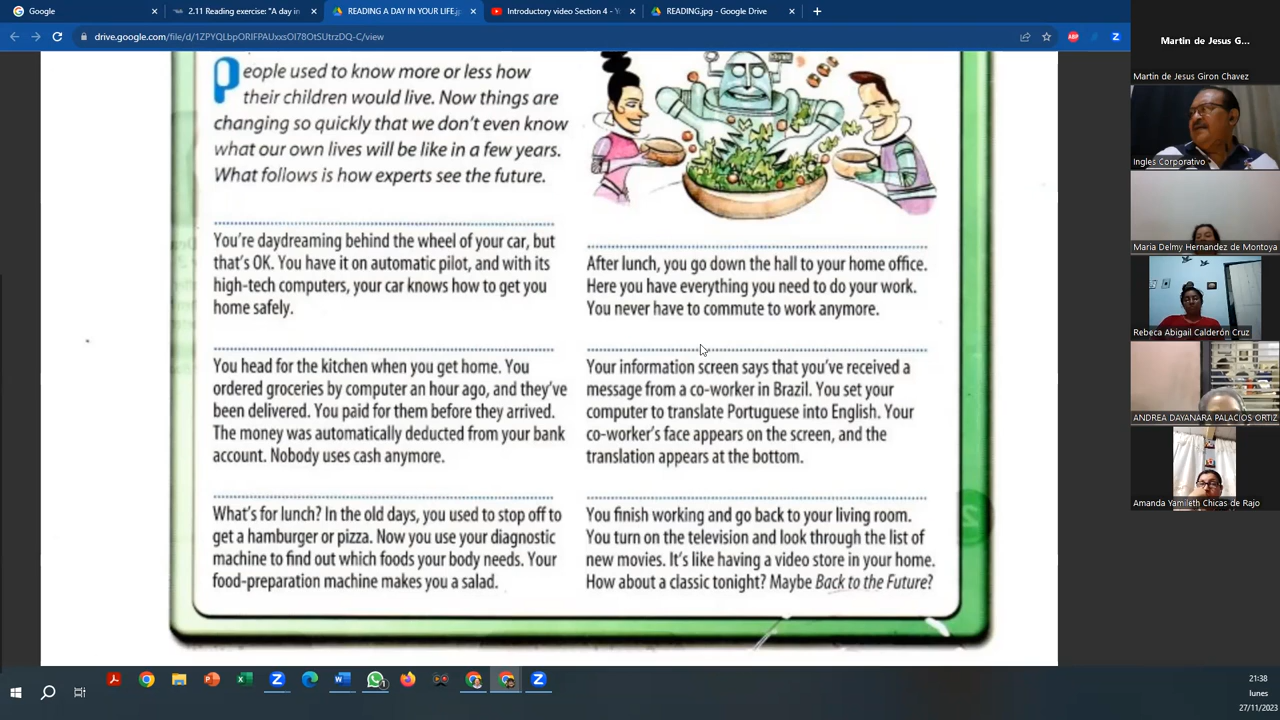 Google
2.11 Reading exercise: "A day in
READING A DAY IN YOUR LIFE.jp
Introductory video Section 4 - Y
READING.jpg - Google Drive
drive.google.com/file/d/1ZPYQLbpORIFPAUxxsOI78OtSUtrzDQ-C/view
People used to know more or less how
their children would live. Now things are
changing so quickly that we don't even know
what our own lives will be like in a few years.
What follows is how experts see the future.
You're daydreaming behind the wheel of your car, but
that's OK. You have it on automatic pilot, and with its
high-tech computers, your car knows how to get you
home safely.
You head for the kitchen when you get home. You
ordered groceries by computer an hour ago, and they've
been delivered. You paid for them before they arrived.
The money was automatically deducted from your bank
account. Nobody uses cash anymore.
What's for lunch? In the old days, you used to stop off to
get a hamburger or pizza. Now you use your diagnostic
machine to find out which foods your body needs. Your
food-preparation machine makes you a salad.
After lunch, you go down the hall to your home office.
Here you have everything you need to do your work.
You never have to commute to work anymore.
Your information screen says that you've received a
message from a co-worker in Brazil. You set your
computer to translate Portuguese into English. Your
co-worker's face appears on the screen, and the
translation appears at the bottom.
You finish working and go back to your living room.
You turn on the television and look through the list of
new movies. It's like having a video store in your home.
How about a classic tonight? Maybe Back to the Future?
Martin de Jesus G...
Martin de Jesus Giron Chavez
Ingles Corporativo
Maria Delmy Hernandez de Montoya
Rebeca Abigail Calderón Cruz
ANDREA DAYANARA PALACIOS ORTIZ
Amanda Yamileth Chicas de Rajo
21:38
lunes
27/11/2023